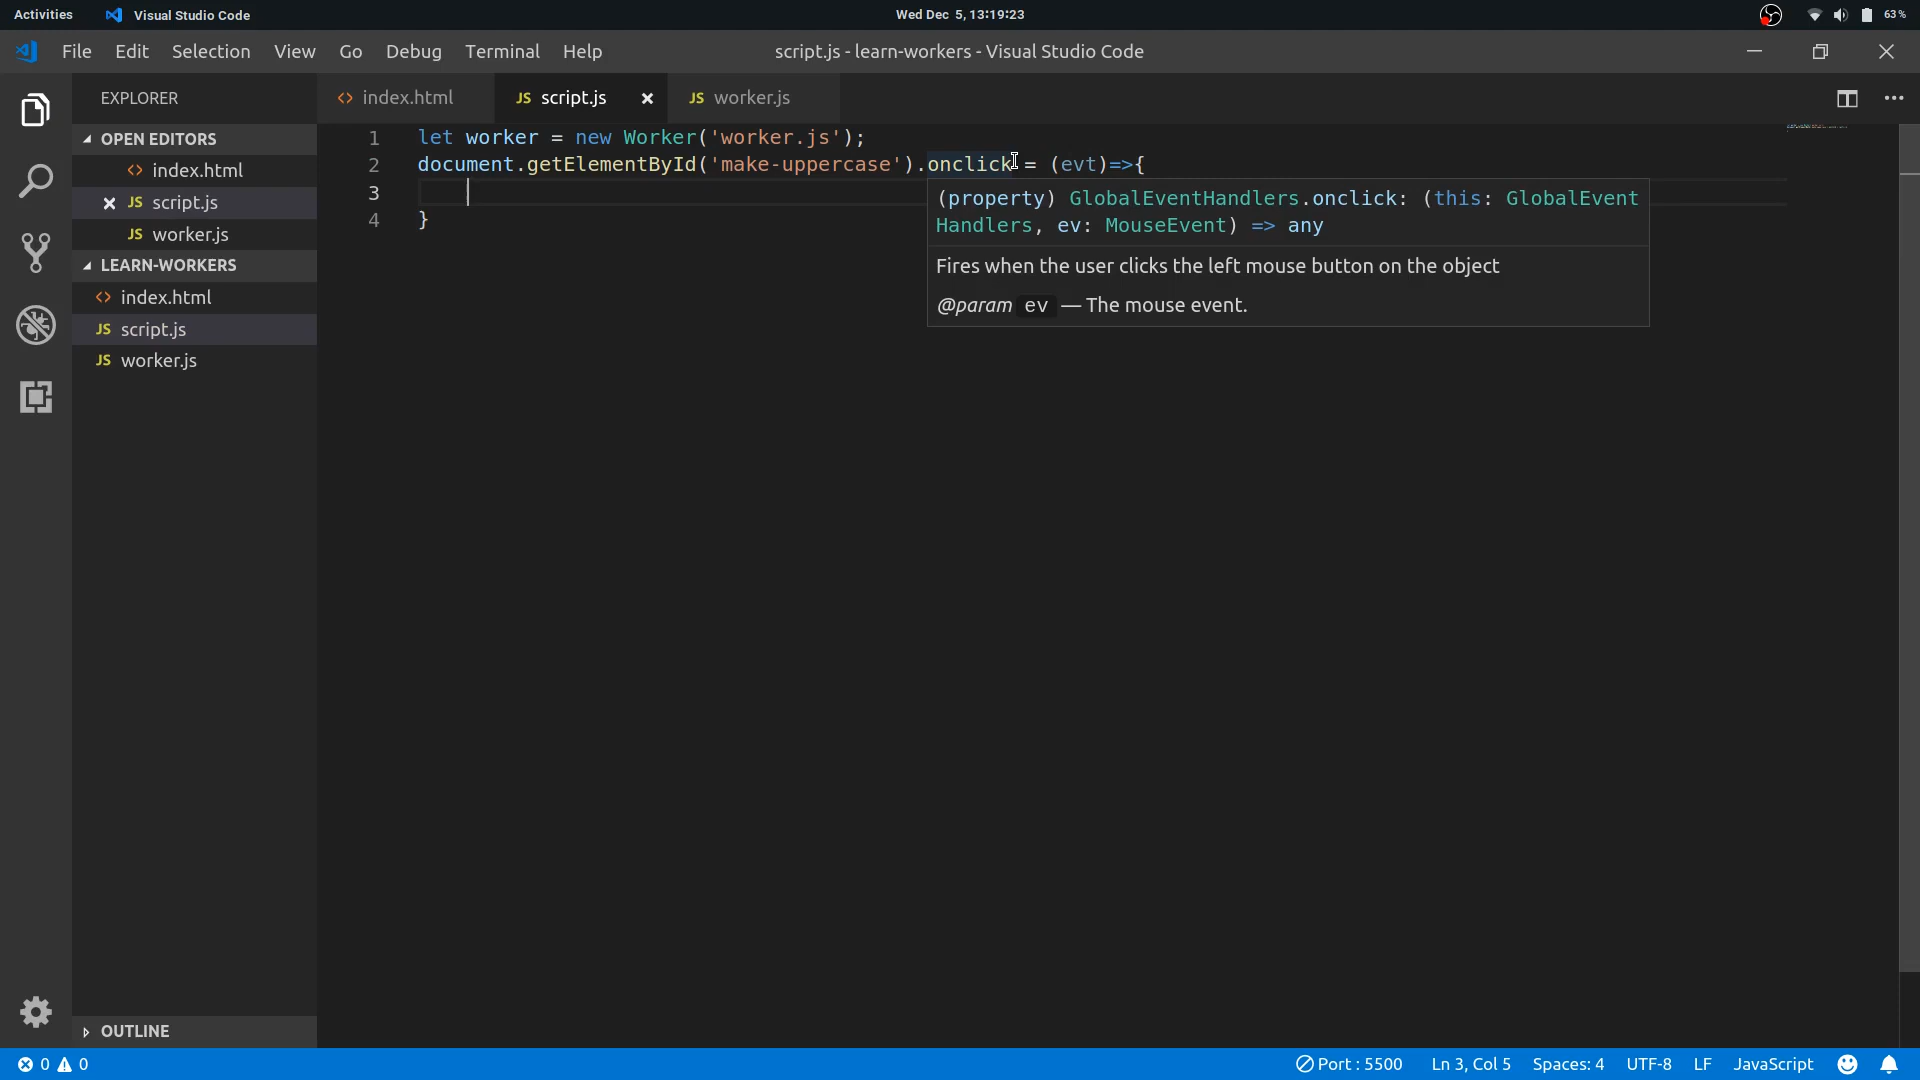 Activities Visual Studio Code Wed Dec 5, 13:19:23 63%
File Edit Selection View Go Debug Terminal Help script.js - learn-workers - Visual Studio Code
EXPLORER
OPEN EDITORS
index.html
script.js
worker.js
LEARN-WORKERS
index.html
script.js
worker.js
OUTLINE
index.html JS script.js JS worker.js
1 let worker = new Worker('worker.js');
2 document.getElementById('make-uppercase').onclick = (evt)=>{
3
4 }
(property) GlobalEventHandlers.onclick: (this: GlobalEvent
Handlers, ev: MouseEvent) => any
Fires when the user clicks the left mouse button on the object
@param ev — The mouse event.
0 0 Port : 5500 Ln 3, Col 5 Spaces: 4 UTF-8 LF JavaScript